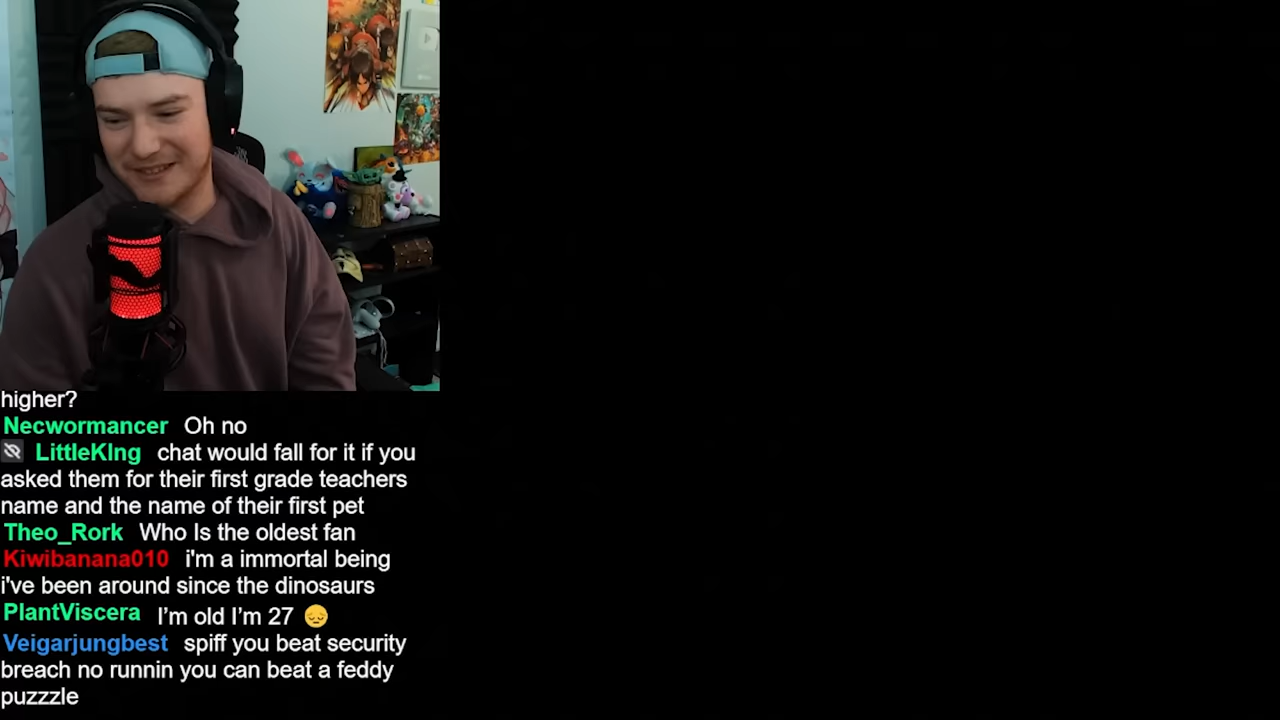 higher?
Necwormancer Oh no
LittleKIng chat would fall for it if you
asked them for their first grade teachers
name and the name of their first pet
Theo_Rork Who Is the oldest fan
Kiwibanana010 i'm a immortal being
i've been around since the dinosaurs
PlantViscera I’m old I’m 27 😔
Veigarjungbest spiff you beat security
breach no runnin you can beat a feddy
puzzzle